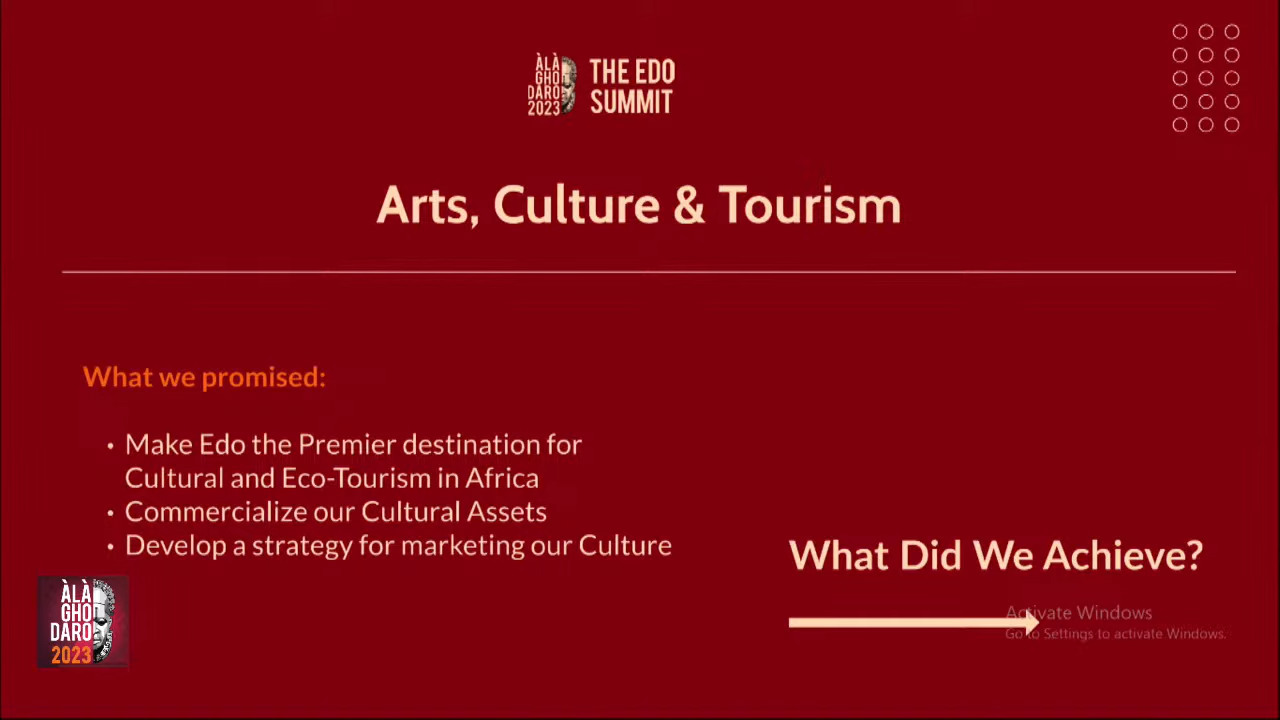 ÀLÀ
GHO
DARO
2023
THE EDO
SUMMIT
Arts, Culture & Tourism
What we promised:
• Make Edo the Premier destination for
Cultural and Eco-Tourism in Africa
• Commercialize our Cultural Assets
• Develop a strategy for marketing our Culture
What Did We Achieve?
Activate Windows
Go to Settings to activate Windows.
ÀLÀ
GHO
DARO
2023